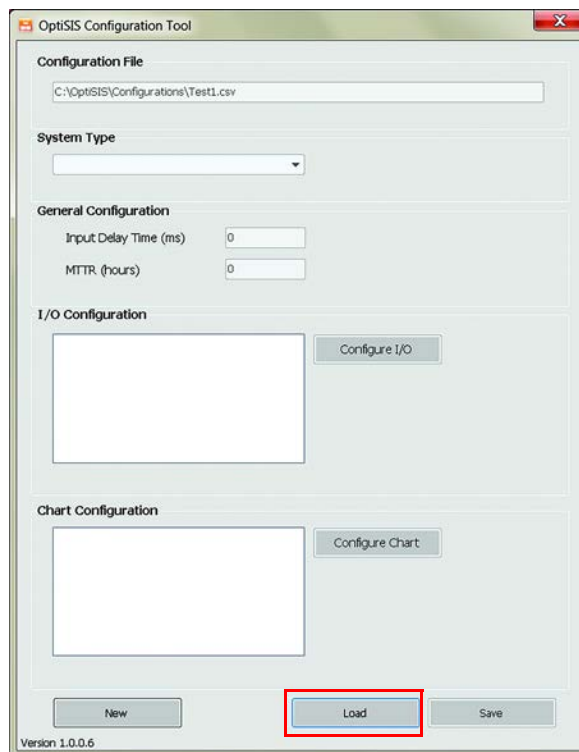 OptiSIS Configuration Tool
Configuration File
C:\OptiSIS\Configurations\Test1.csv
System Type
General Configuration
Input Delay Time (ms) 0
MTTR (hours) 0
I/O Configuration
Configure I/O
Chart Configuration
Configure Chart
New Load Save
Version 1.0.0.6